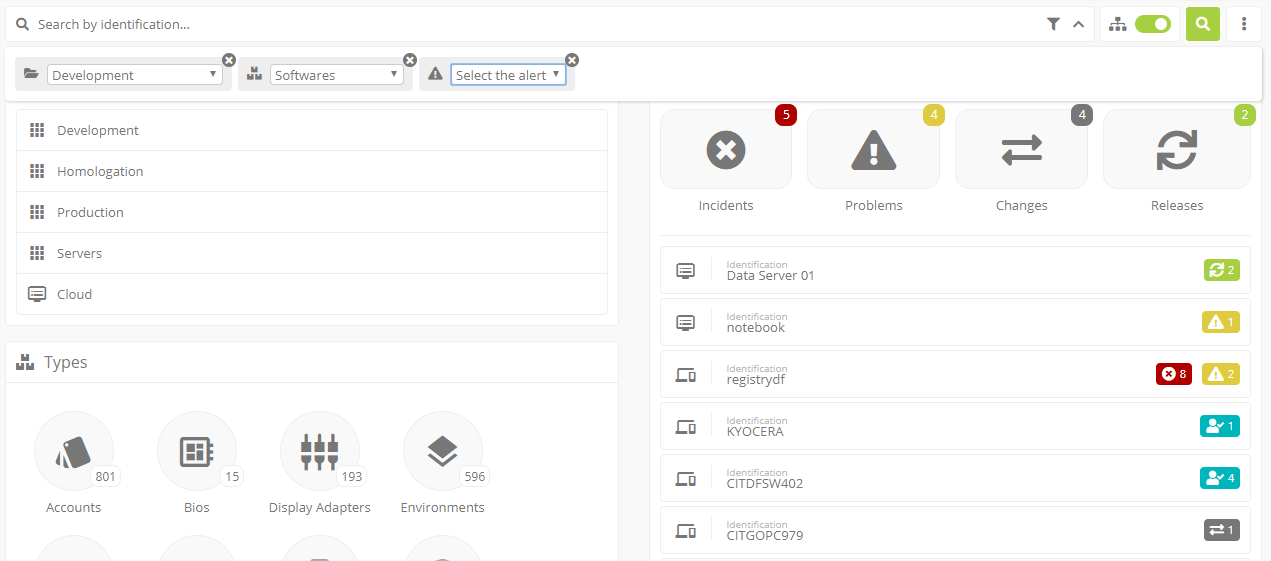 Search by identification...
Development
Softwares
Select the alert
Development
Homologation
Production
Servers
Cloud
Types
801
15
193
596
Accounts
Bios
Display Adapters
Environments
5
4
4
2
Incidents
Problems
Changes
Releases
Identification
Data Server 01
2
Identification
notebook
1
Identification
registrydf
8
2
Identification
KYOCERA
1
Identification
CITDFSW402
4
Identification
CITGOPC979
1